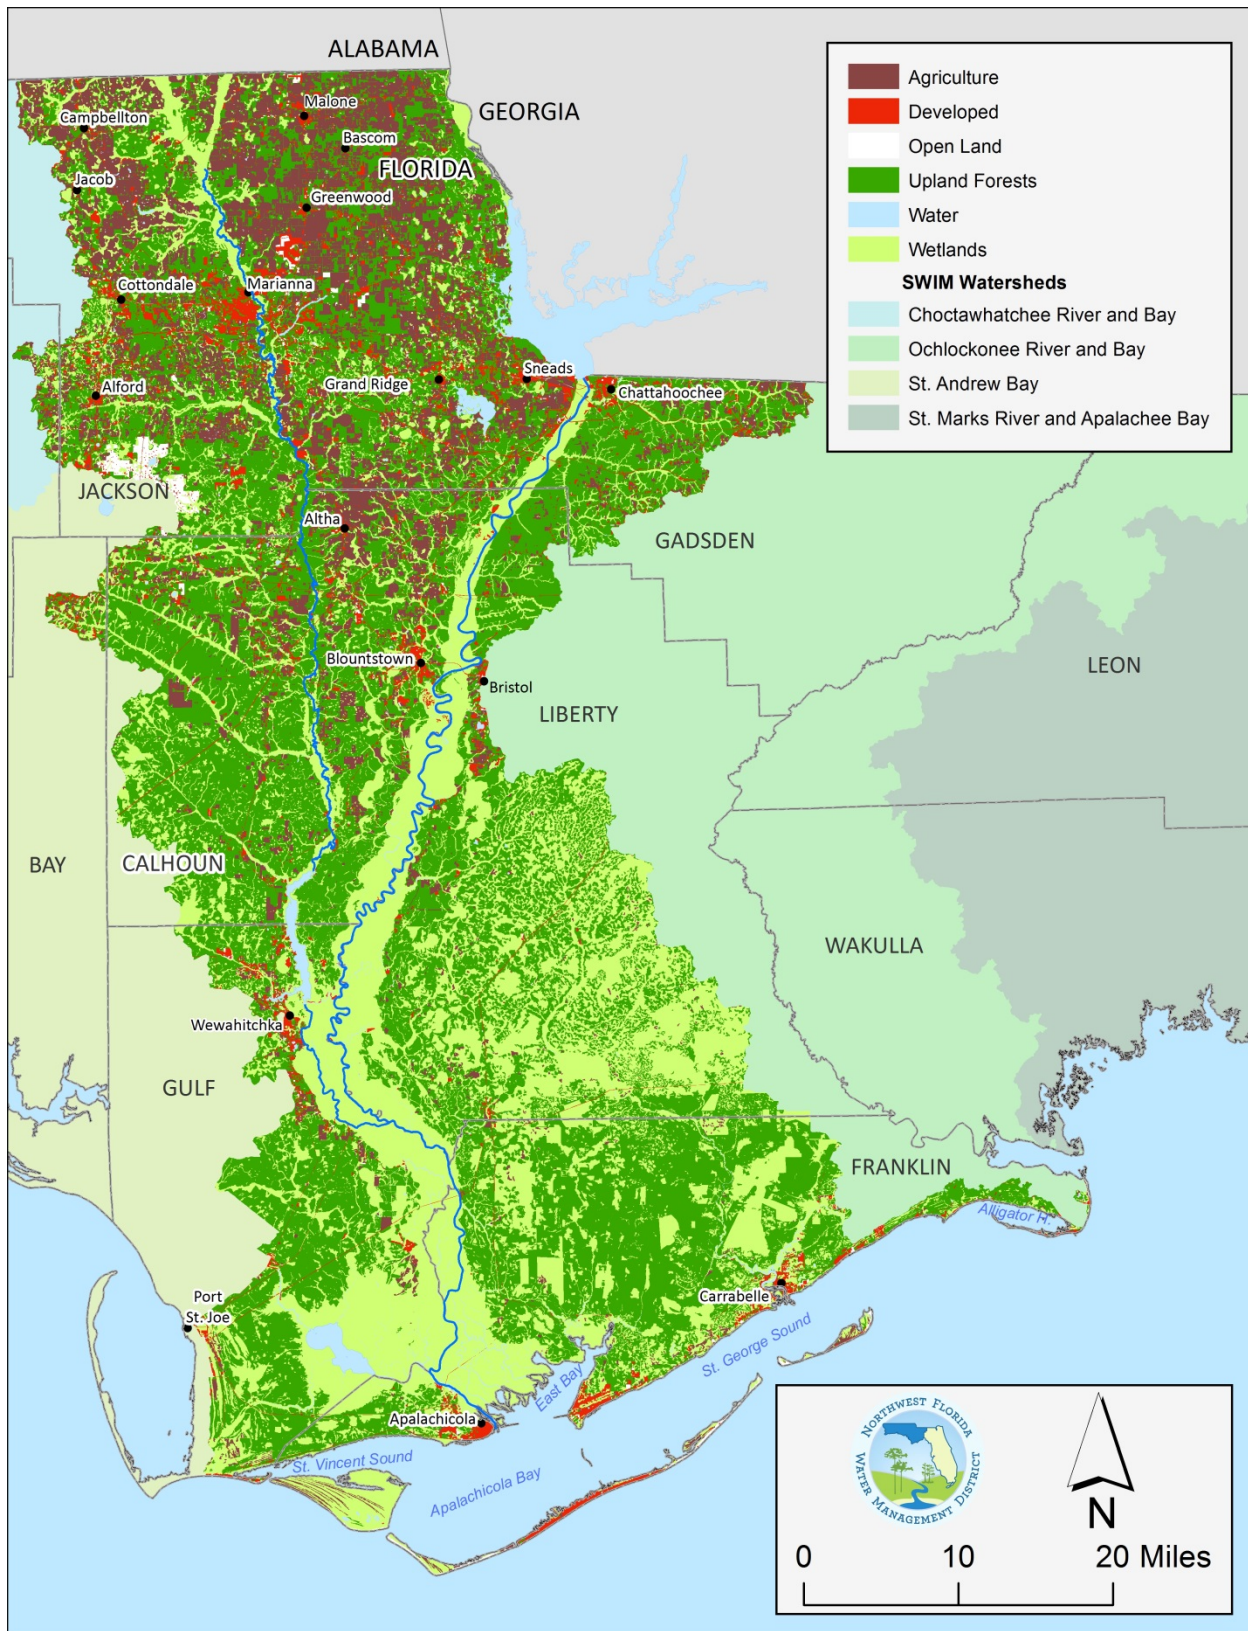 ALABAMA
GEORGIA
FLORIDA
Campbellton
Malone
Bascom
Jacob
Greenwood
Cottondale
Marianna
Alford
Grand Ridge
Sneads
Chattahoochee
JACKSON
Altha
GADSDEN
Blountstown
Bristol
LIBERTY
LEON
BAY
CALHOUN
WAKULLA
Wewahitchka
GULF
FRANKLIN
Alligator H.
Port
St. Joe
Carrabelle
St. George Sound
East Bay
Apalachicola
St. Vincent Sound
Apalachicola Bay
Agriculture
Developed
Open Land
Upland Forests
Water
Wetlands
SWIM Watersheds
Choctawhatchee River and Bay
Ochlockonee River and Bay
St. Andrew Bay
St. Marks River and Apalachee Bay
NORTHWEST FLORIDA
WATER MANAGEMENT DISTRICT
N
0 10 20 Miles